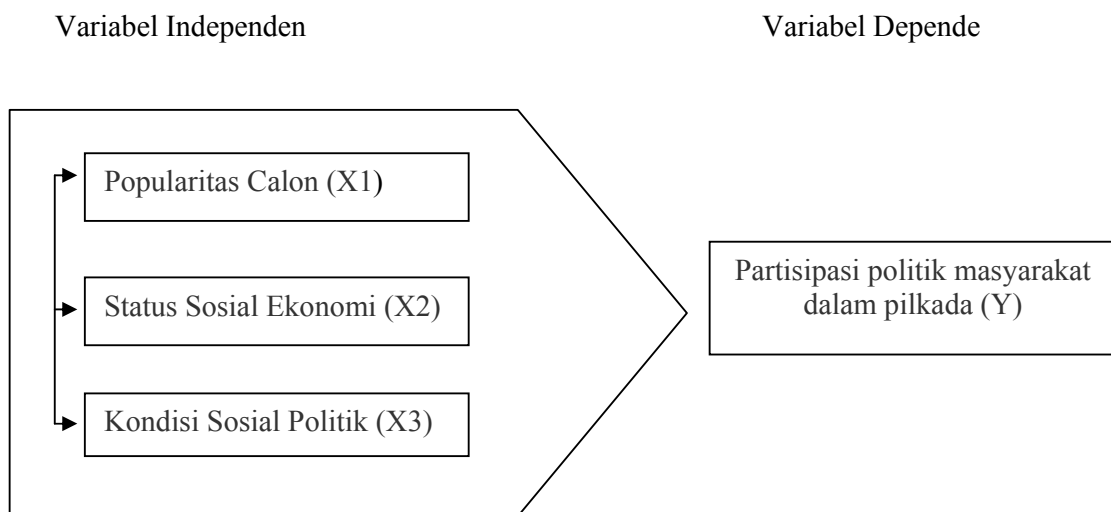 Variabel Independen
Variabel Depende
Popularitas Calon (X1)
Status Sosial Ekonomi (X2)
Kondisi Sosial Politik (X3)
Partisipasi politik masyarakat
dalam pilkada (Y)